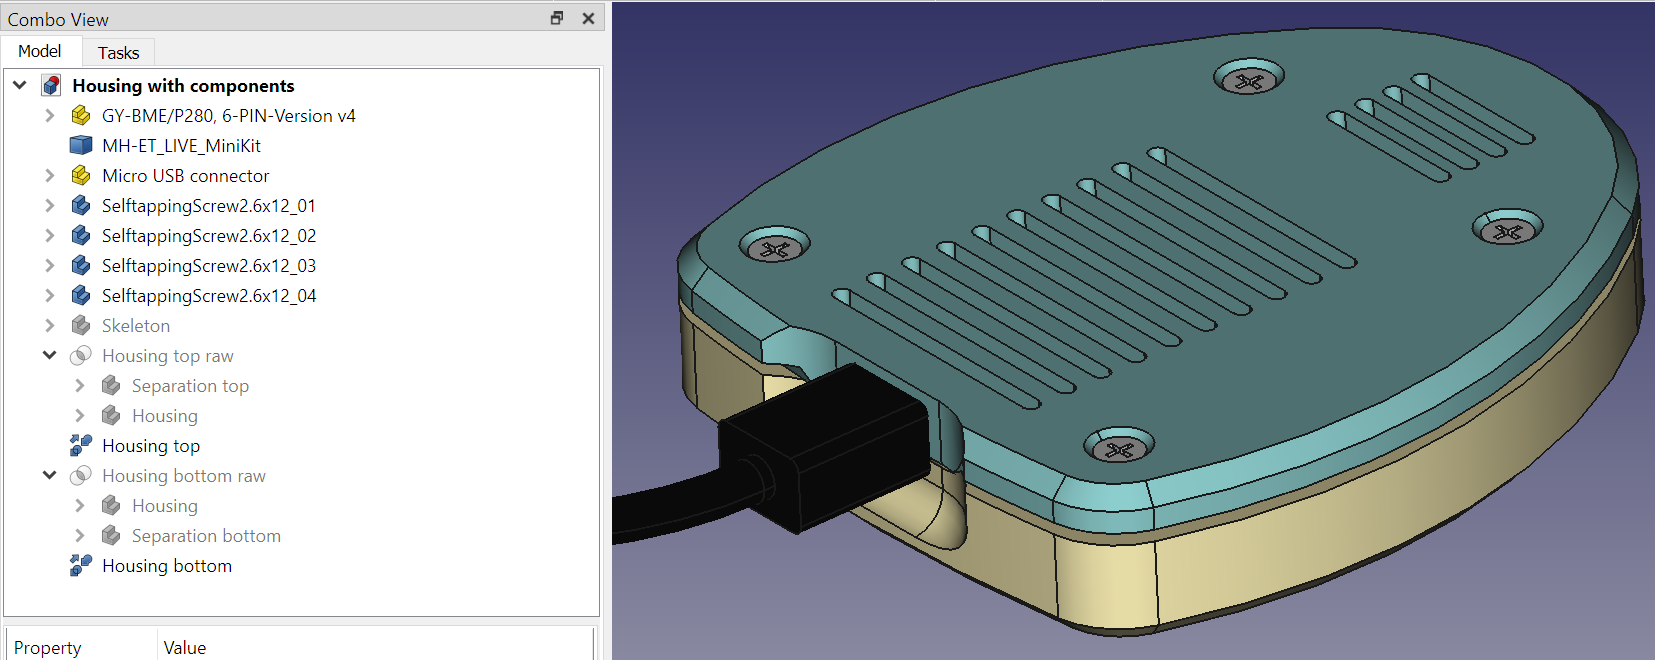 Combo View
Model Tasks
Housing with components
GY-BME/P280, 6-PIN-Version v4
MH-ET_LIVE_MiniKit
Micro USB connector
SelftappingScrew2.6x12_01
SelftappingScrew2.6x12_02
SelftappingScrew2.6x12_03
SelftappingScrew2.6x12_04
Skeleton
Housing top raw
Separation top
Housing
Housing top
Housing bottom raw
Housing
Separation bottom
Housing bottom
Property Value